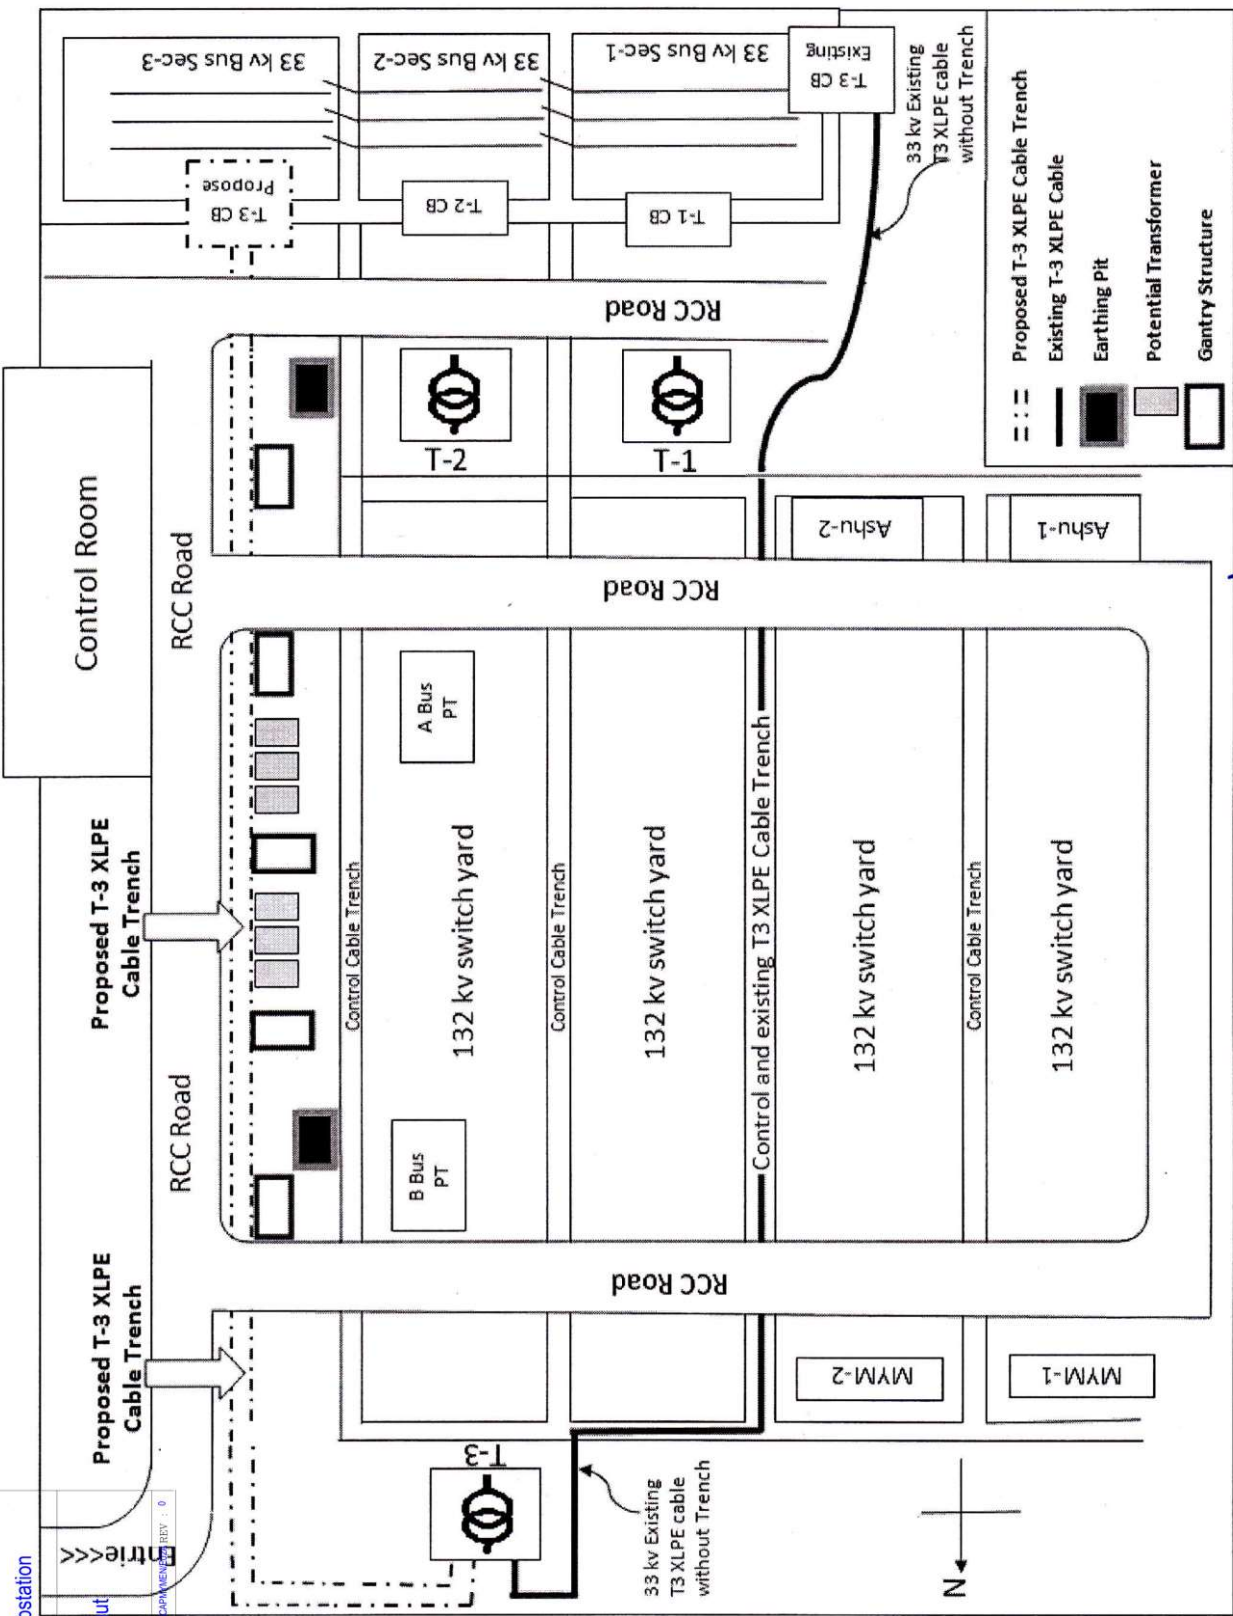 Control Room
RCC Road
RCC Road
Proposed T-3 XLPE
Cable Trench
Proposed T-3 XLPE
Cable Trench
Entrie<<<
ostation
ut
REV : 0
33 kv Bus Sec-3
33 kv Bus Sec-2
33 kv Bus Sec-1
T-3 CB
Propose
T-2 CB
T-1 CB
T-3 CB
Existing
33 kv Existing
T3 XLPE cable
without Trench
RCC Road
T-2
T-1
Ashu-2
Ashu-1
RCC Road
A Bus
PT
B Bus
PT
Control Cable Trench
132 kv switch yard
Control Cable Trench
132 kv switch yard
Control and existing T3 XLPE Cable Trench
132 kv switch yard
Control Cable Trench
132 kv switch yard
RCC Road
MYM-2
MYM-1
T-3
33 kv Existing
T3 XLPE cable
without Trench
N
Proposed T-3 XLPE Cable Trench
Existing T-3 XLPE Cable
Earthing Pit
Potential Transformer
Gantry Structure